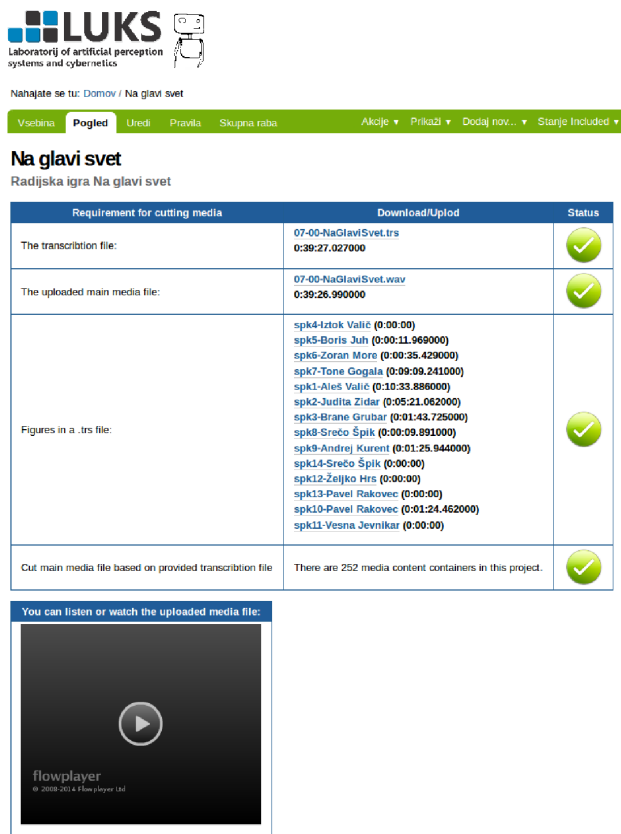 LUKS
Laboratorij of artificial perception
systems and cybernetics
Nahajate se tu: Domov / Na glavi svet
Vsebina Pogled Uredi Pravila Skupna raba Akcije ▼ Prikaži ▼ Dodaj nov... ▼ Stanje Included ▼
Na glavi svet
Radijska igra Na glavi svet
Requirement for cutting media Download/Uplod Status
The transcribtion file: 07-00-NaGlaviSvet.trs
0:39:27.027000
The uploaded main media file: 07-00-NaGlaviSvet.wav
0:39:26.990000
Figures in a .trs file:
spk4-Iztok Valič (0:00:00)
spk5-Boris Juh (0:00:11.969000)
spk6-Zoran More (0:00:35.429000)
spk7-Tone Gogala (0:09:09.241000)
spk1-Aleš Valič (0:10:33.886000)
spk2-Judita Zidar (0:05:21.062000)
spk3-Brane Grubar (0:01:43.725000)
spk8-Srečo Špik (0:00:09.891000)
spk9-Andrej Kurent (0:01:25.944000)
spk14-Srečo Špik (0:00:00)
spk12-Željko Hrs (0:00:00)
spk13-Pavel Rakovec (0:00:00)
spk10-Pavel Rakovec (0:01:24.462000)
spk11-Vesna Jevnikar (0:00:00)
Cut main media file based on provided transcribtion file There are 252 media content containers in this project.
You can listen or watch the uploaded media file:
flowplayer
© 2008-2014 Flowplayer Ltd